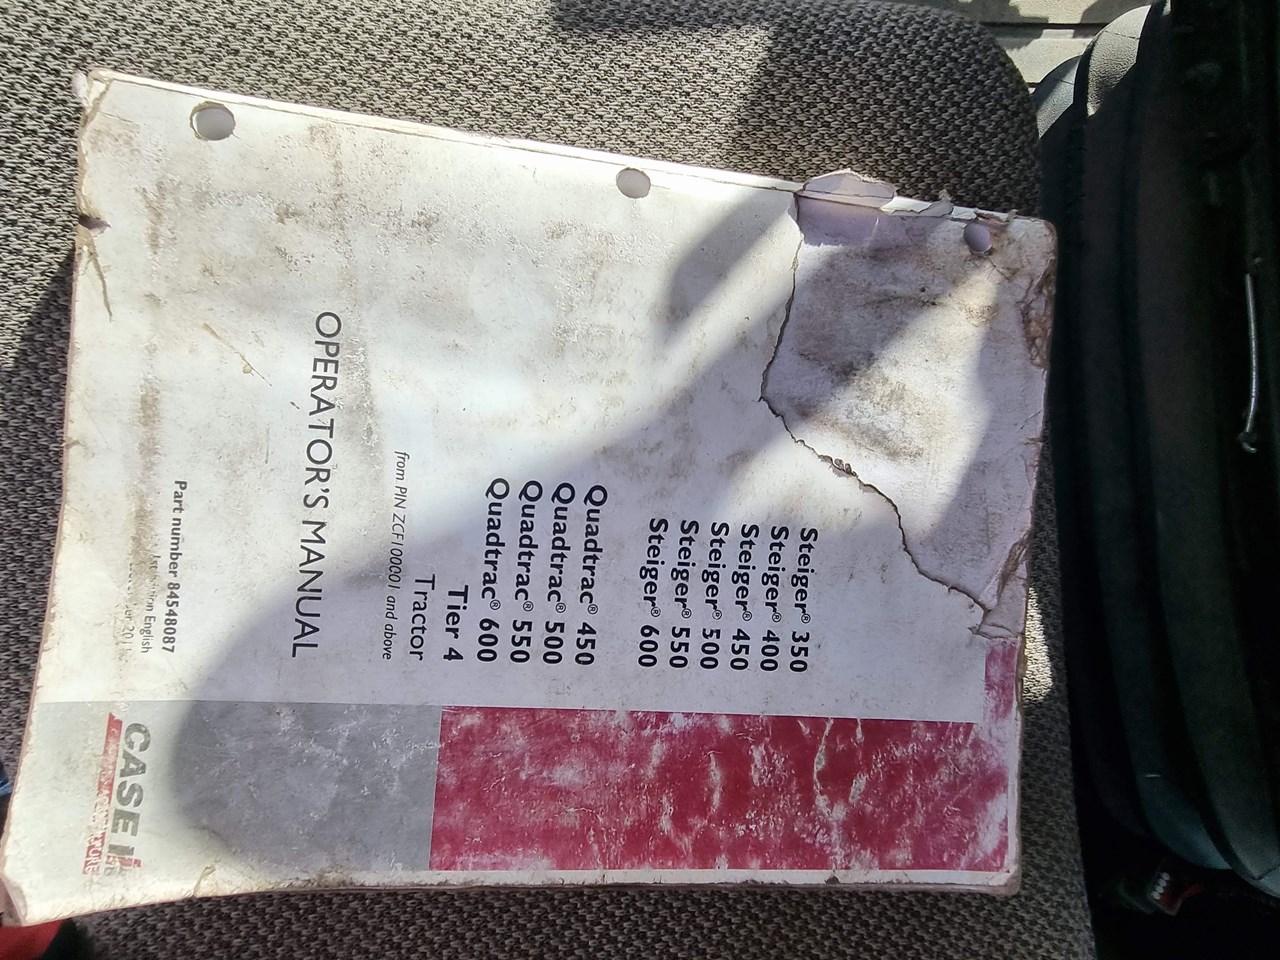 Steiger® 350
Steiger® 400
Steiger® 450
Steiger® 500
Steiger® 550
Steiger® 600
Quadtrac® 450
Quadtrac® 500
Quadtrac® 550
Quadtrac® 600
Tier 4
Tractor
from PIN ZCF100001 and above
OPERATOR'S MANUAL
Part number 84548087
English
CASE IH